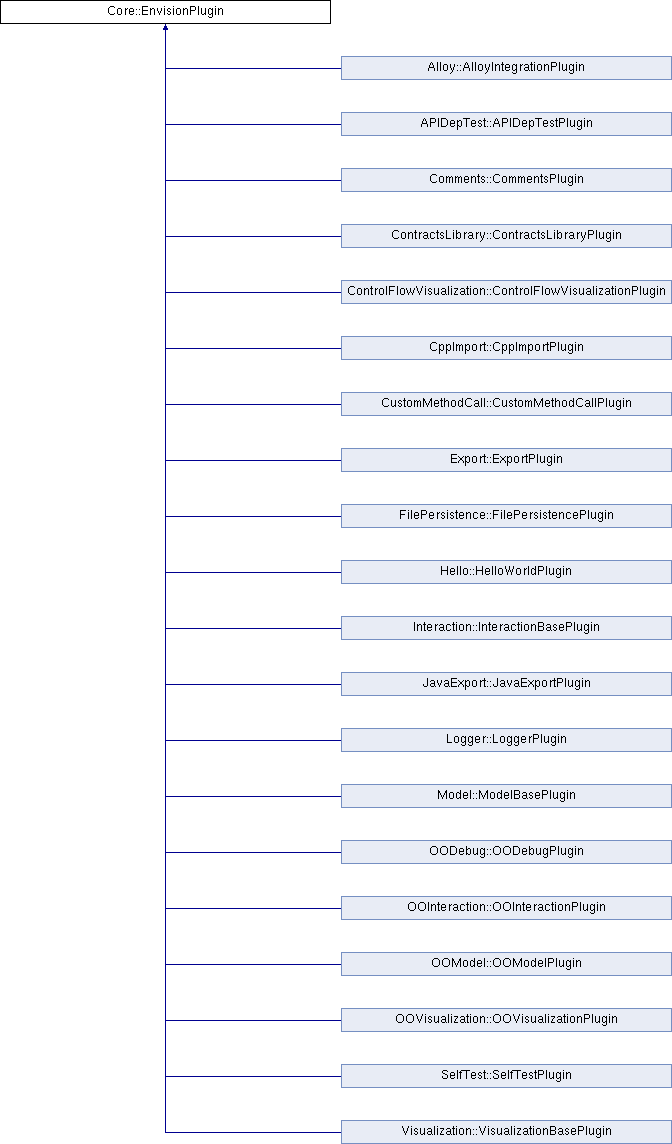 Core::EnvisionPlugin
Alloy::AlloyIntegrationPlugin
APIDepTest::APIDepTestPlugin
Comments::CommentsPlugin
ContractsLibrary::ContractsLibraryPlugin
ControlFlowVisualization::ControlFlowVisualizationPlugin
CppImport::CppImportPlugin
CustomMethodCall::CustomMethodCallPlugin
Export::ExportPlugin
FilePersistence::FilePersistencePlugin
Hello::HelloWorldPlugin
Interaction::InteractionBasePlugin
JavaExport::JavaExportPlugin
Logger::LoggerPlugin
Model::ModelBasePlugin
OODebug::OODebugPlugin
OOInteraction::OOInteractionPlugin
OOModel::OOModelPlugin
OOVisualization::OOVisualizationPlugin
SelfTest::SelfTestPlugin
Visualization::VisualizationBasePlugin